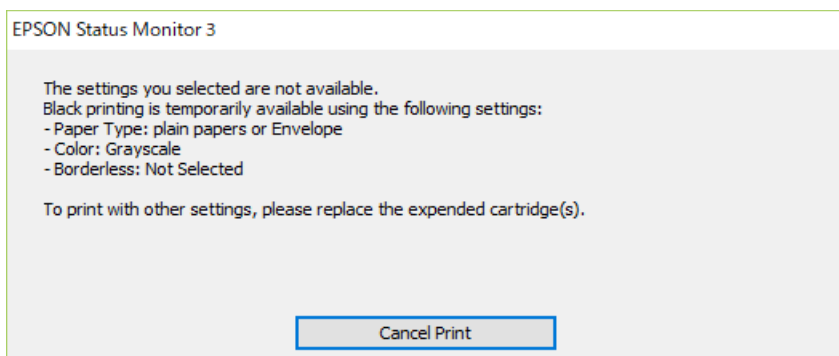 EPSON Status Monitor 3
The settings you selected are not available.
Black printing is temporarily available using the following settings:
- Paper Type: plain papers or Envelope
- Color: Grayscale
- Borderless: Not Selected
To print with other settings, please replace the expended cartridge(s).
Cancel Print